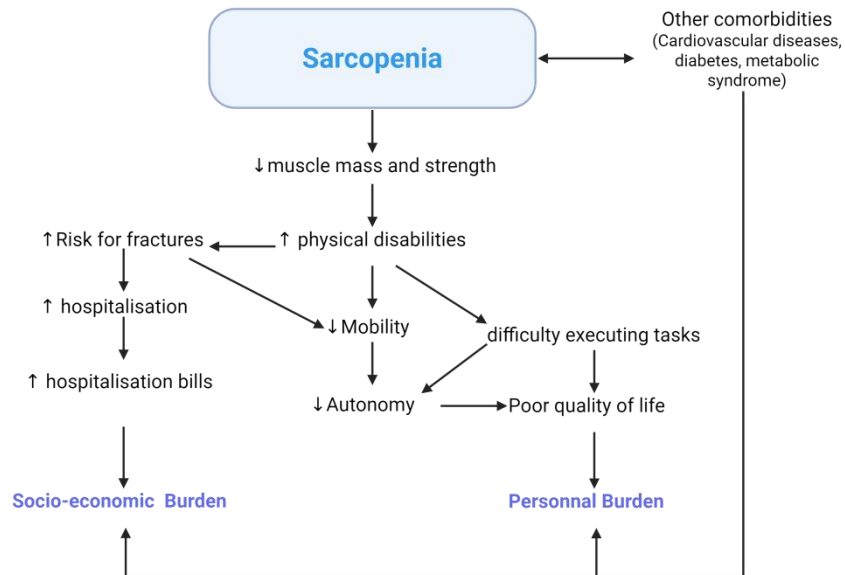 Other comorbidities
(Cardiovascular diseases,
diabetes, metabolic
syndrome)
Sarcopenia
↓muscle mass and strength
↑Risk for fractures
↑ physical disabilities
↑ hospitalisation
↓Mobility
difficulty executing tasks
↑ hospitalisation bills
↓Autonomy
Poor quality of life
Socio-economic Burden
Personnal Burden